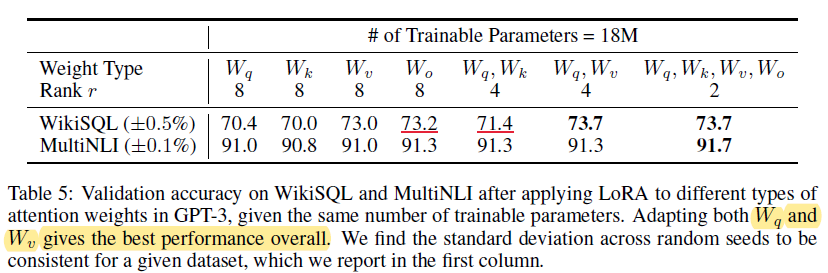 # of Trainable Parameters = 18M
Weight Type W_q W_k W_v W_o W_q, W_k W_q, W_v W_q, W_k, W_v, W_o
Rank r 8 8 8 8 4 4 2
WikiSQL (±0.5%) 70.4 70.0 73.0 73.2 71.4 73.7 73.7
MultiNLI (±0.1%) 91.0 90.8 91.0 91.3 91.3 91.3 91.7
Table 5: Validation accuracy on WikiSQL and MultiNLI after applying LoRA to different types of
attention weights in GPT-3, given the same number of trainable parameters. Adapting both W_q and
W_v gives the best performance overall. We find the standard deviation across random seeds to be
consistent for a given dataset, which we report in the first column.